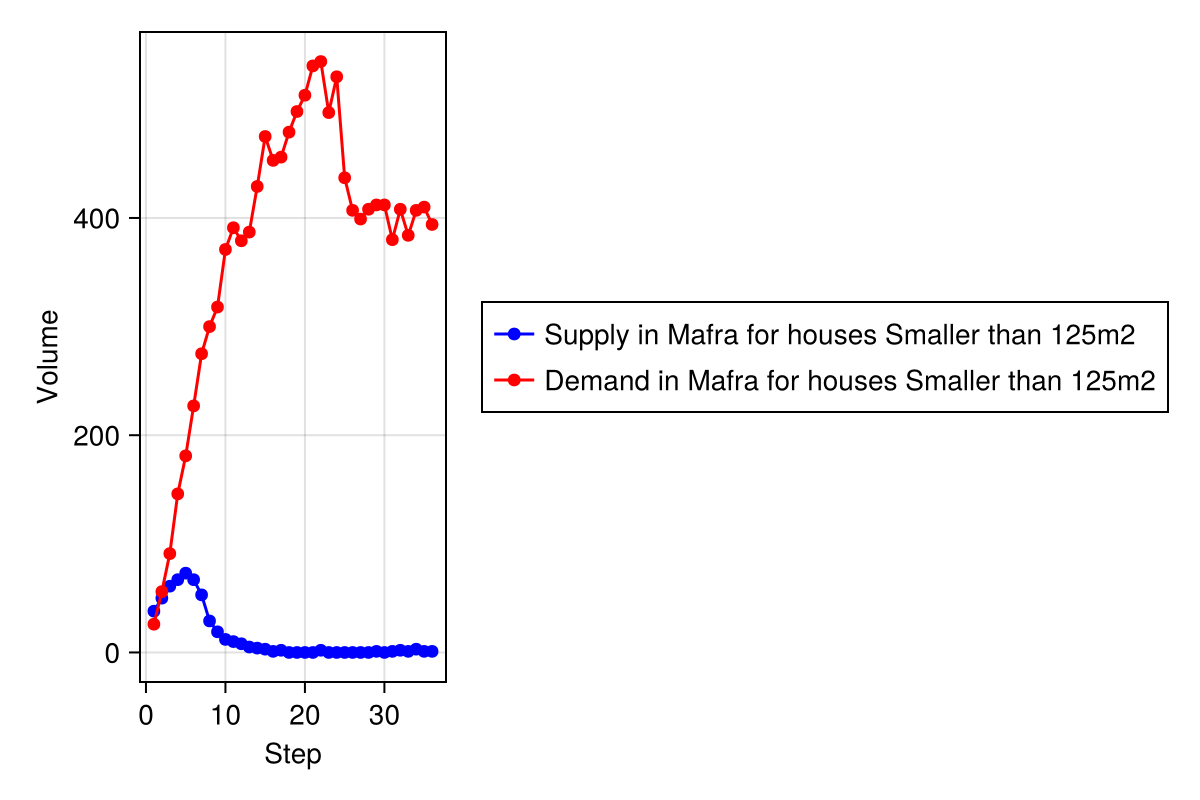 Volume
400
200
0
0 10 20 30
Step
Supply in Mafra for houses Smaller than 125m2
Demand in Mafra for houses Smaller than 125m2